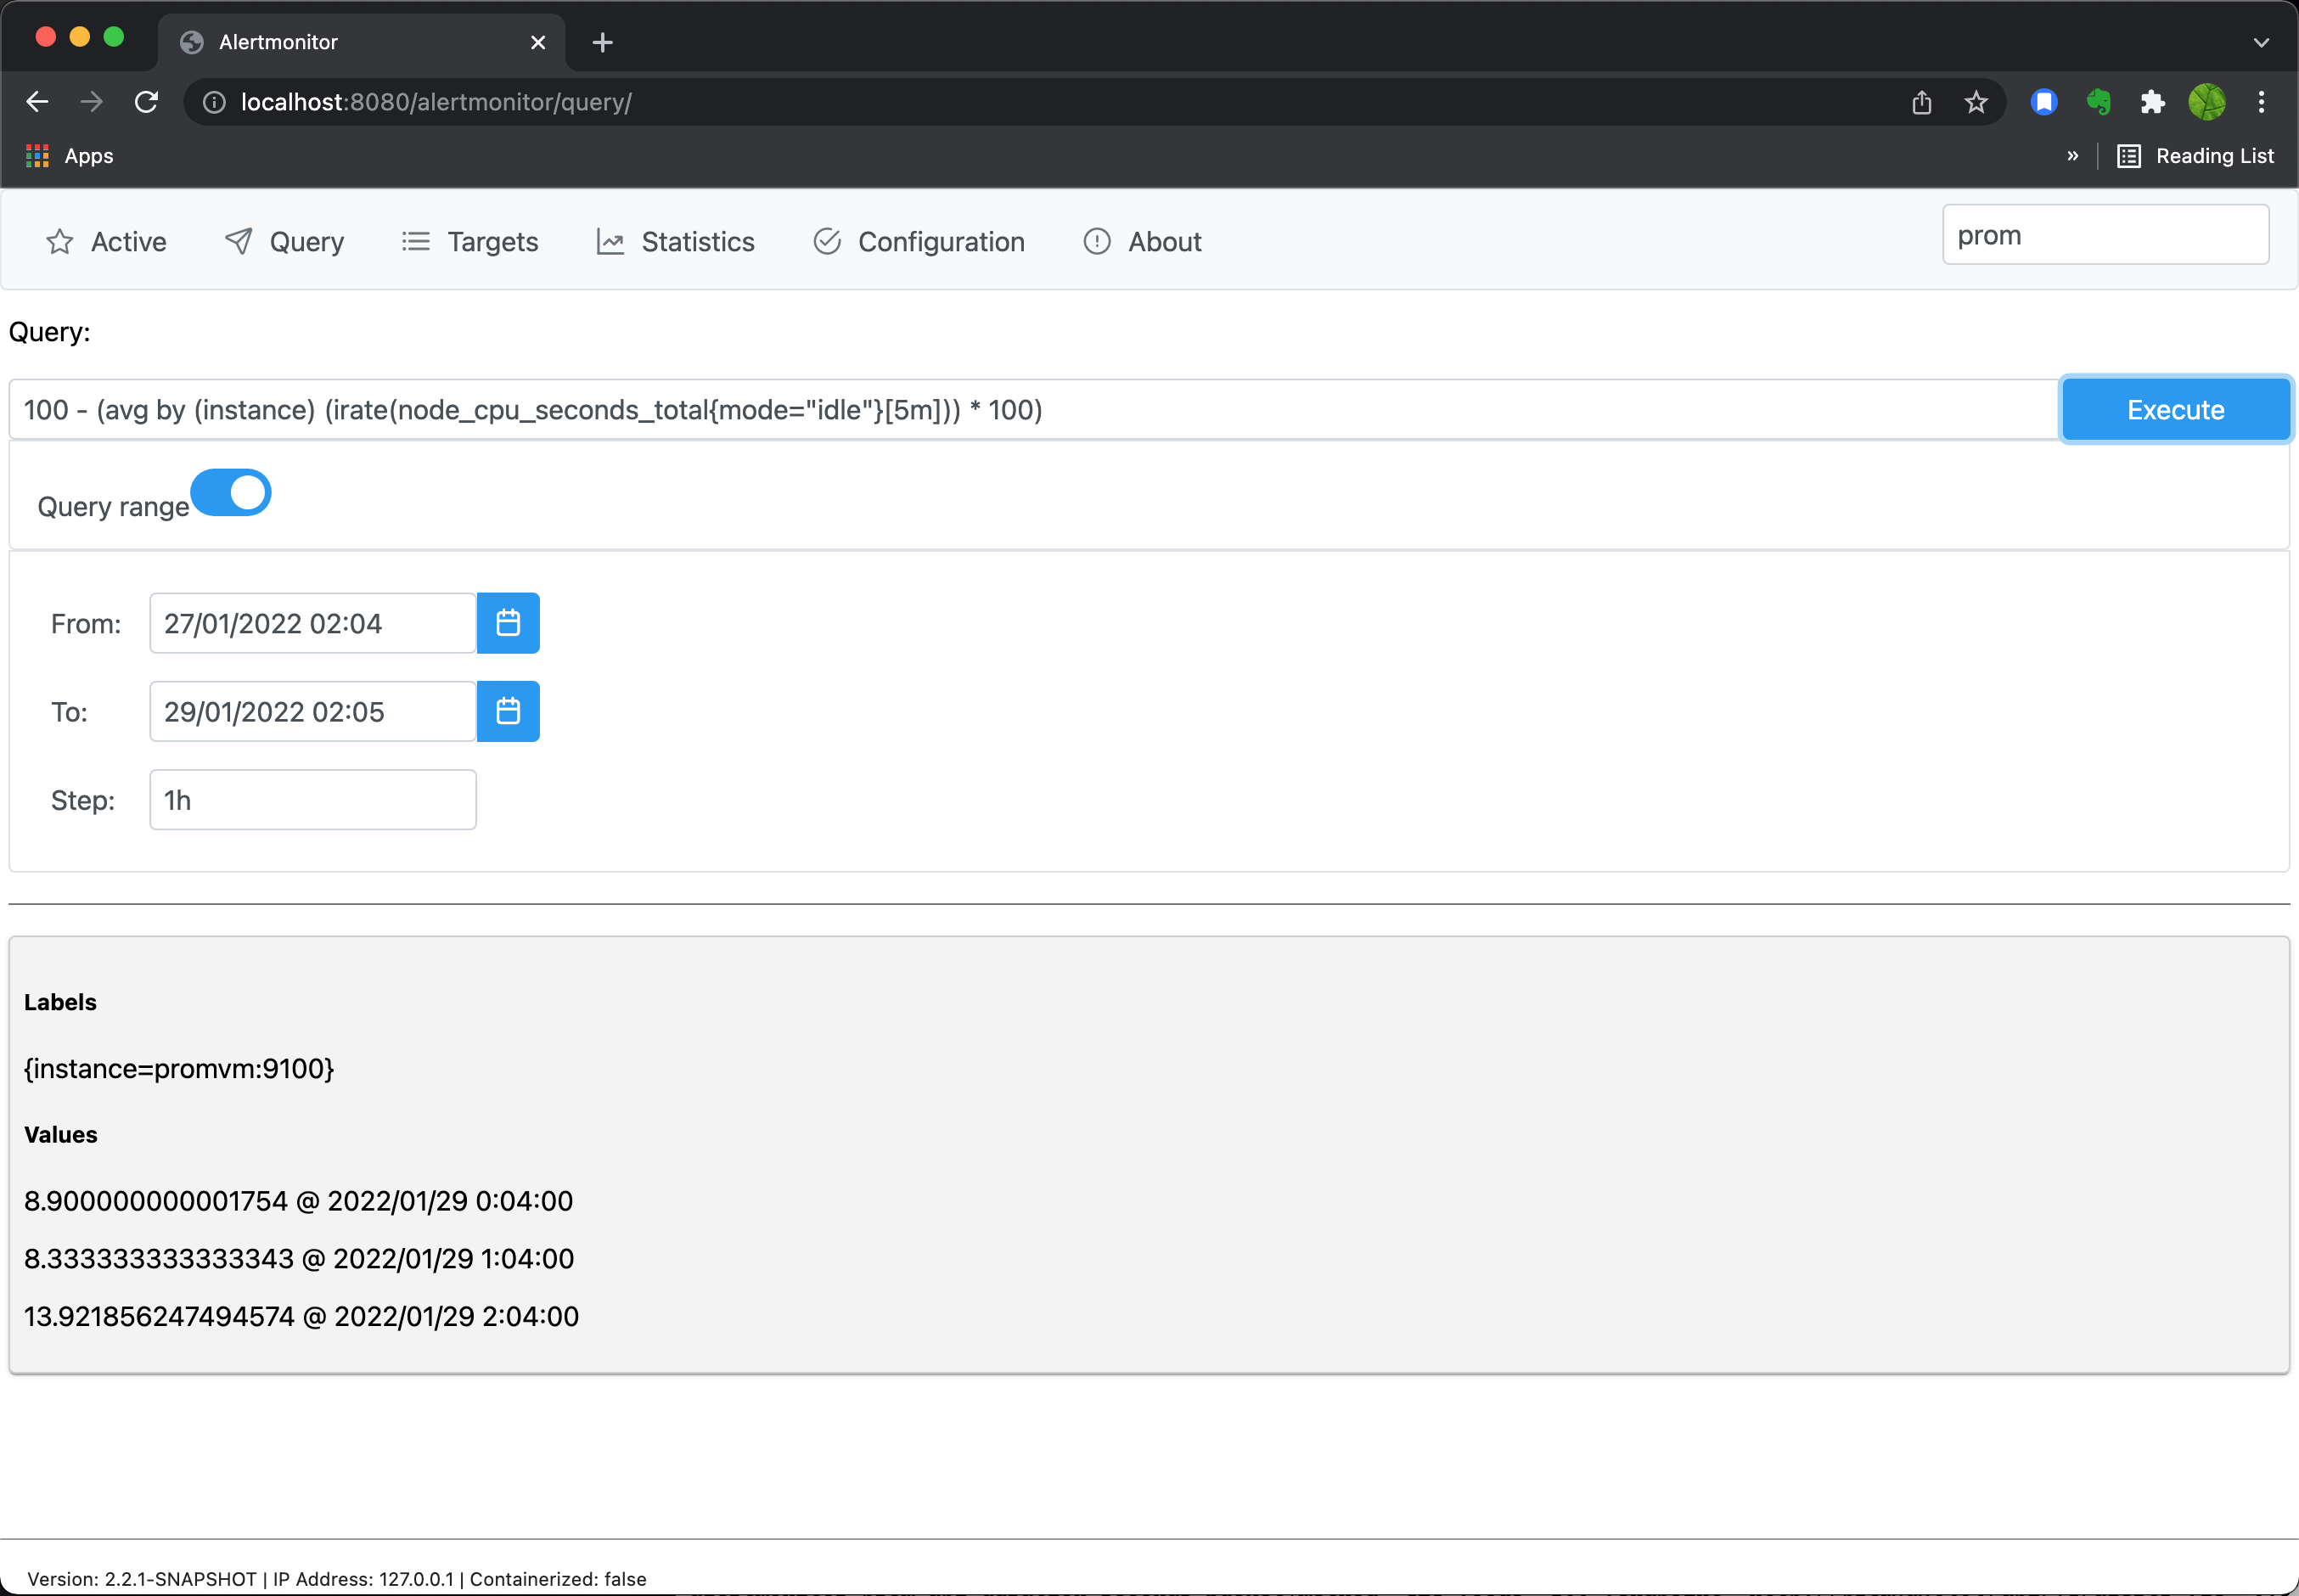 Alertmonitor
localhost:8080/alertmonitor/query/
Apps
»
Reading List
Active Query Targets Statistics Configuration About
prom
Query:
100 - (avg by (instance) (irate(node_cpu_seconds_total{mode="idle"}[5m])) * 100)
Execute
Query range
From: 27/01/2022 02:04
To: 29/01/2022 02:05
Step: 1h
Labels
{instance=promvm:9100}
Values
8.900000000001754 @ 2022/01/29 0:04:00
8.333333333333343 @ 2022/01/29 1:04:00
13.921856247494574 @ 2022/01/29 2:04:00
Version: 2.2.1-SNAPSHOT | IP Address: 127.0.0.1 | Containerized: false